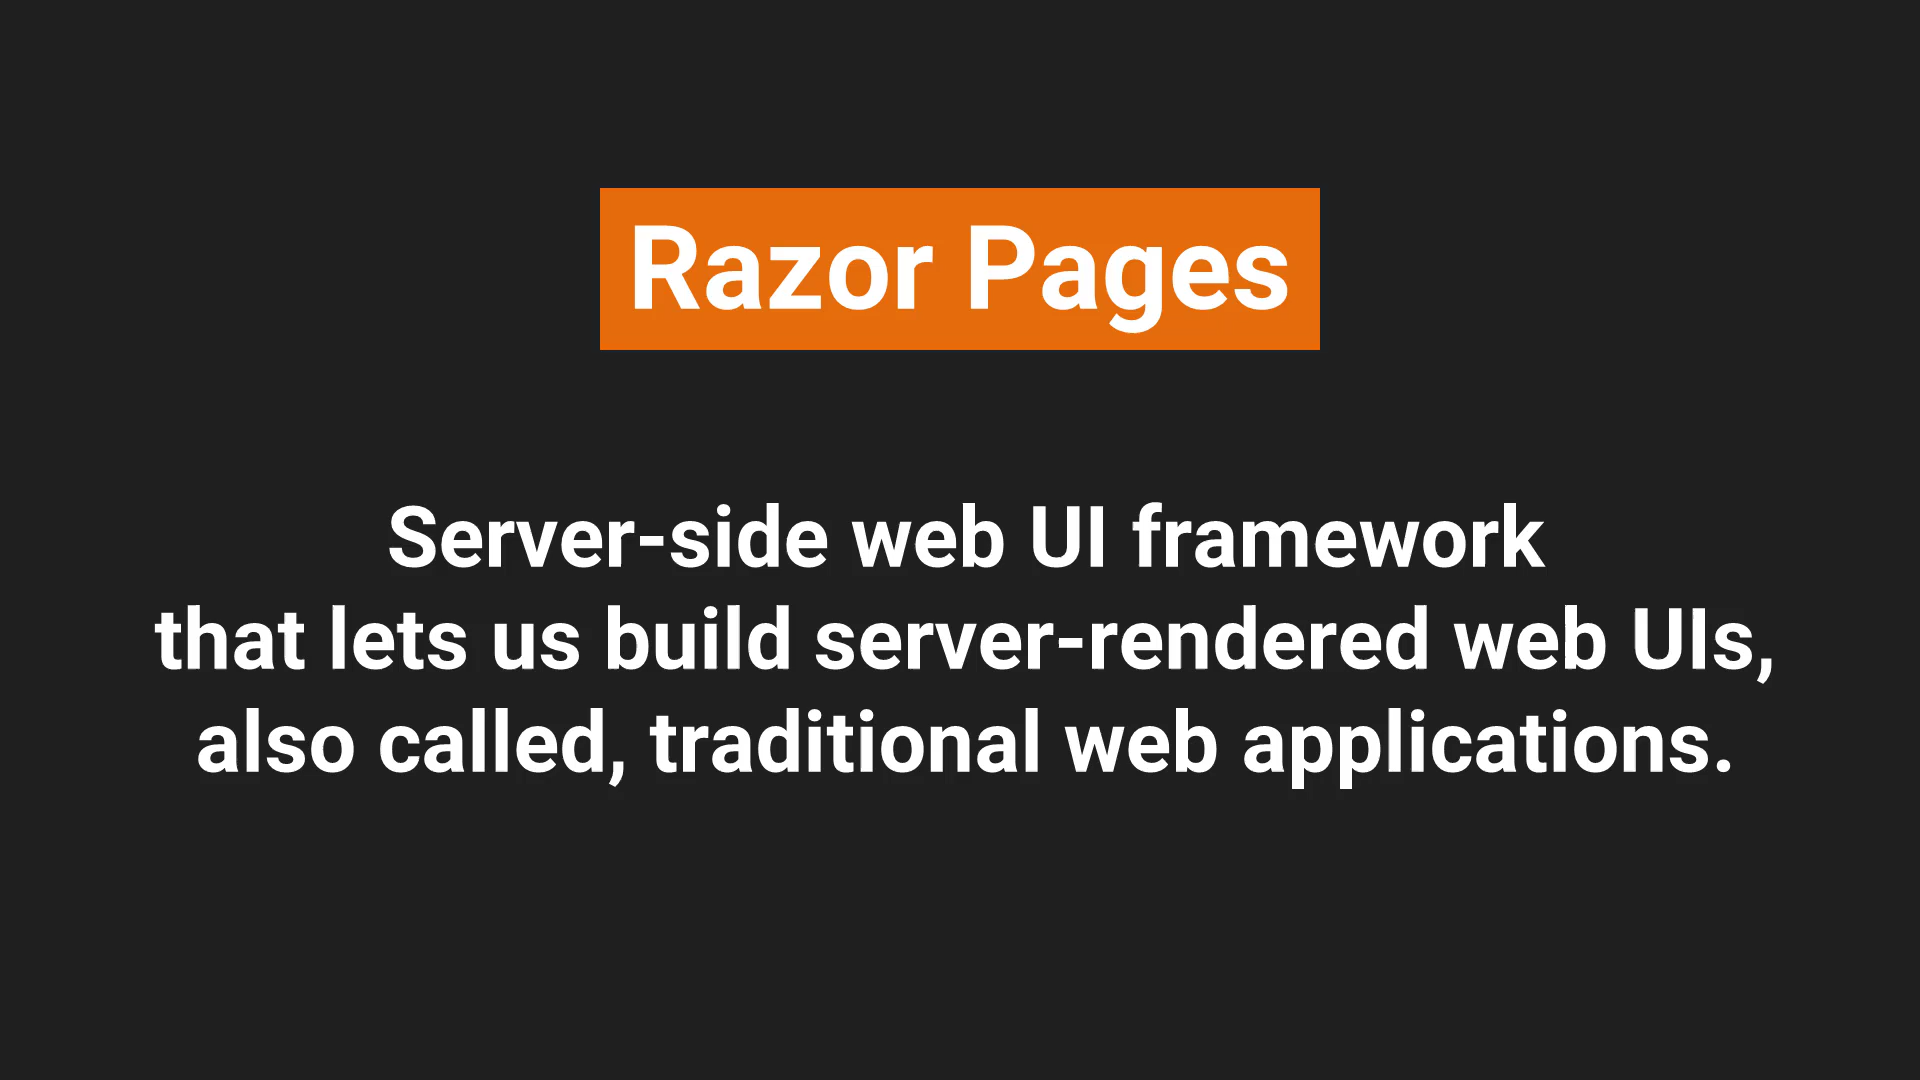 Razor Pages
Server-side web UI framework
that lets us build server-rendered web UIs,
also called, traditional web applications.